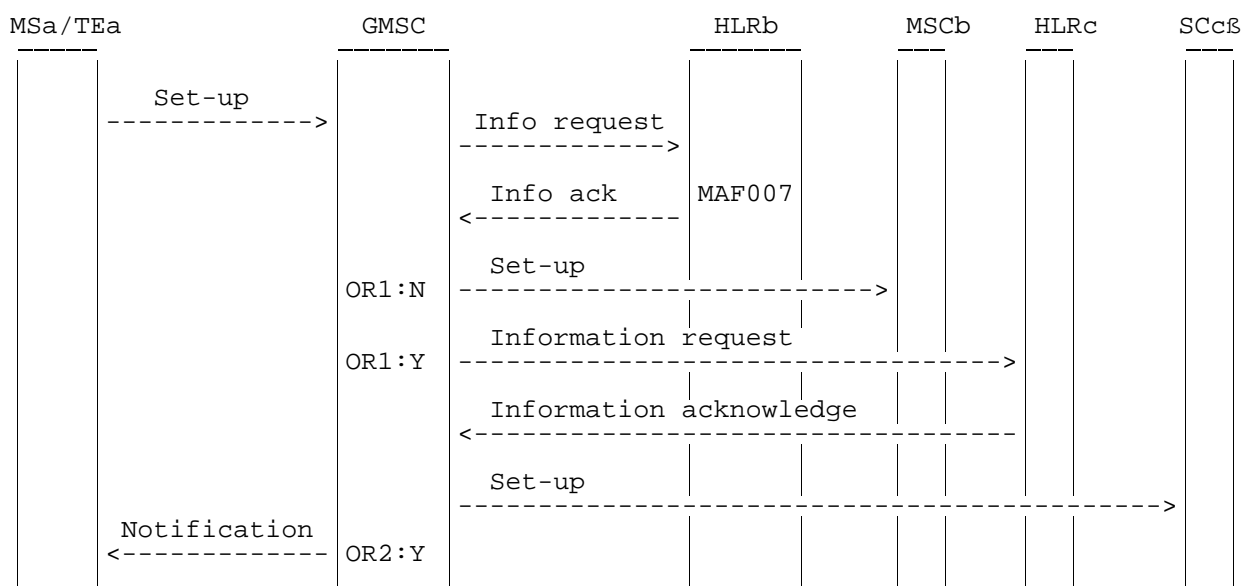 MSa/TEa GMSC HLRb MSCb HLRc SCcß
Set-up
Info request
Info ack MAF007
Set-up
OR1:N
Information request
OR1:Y
Information acknowledge
Set-up
Notification
OR2:Y